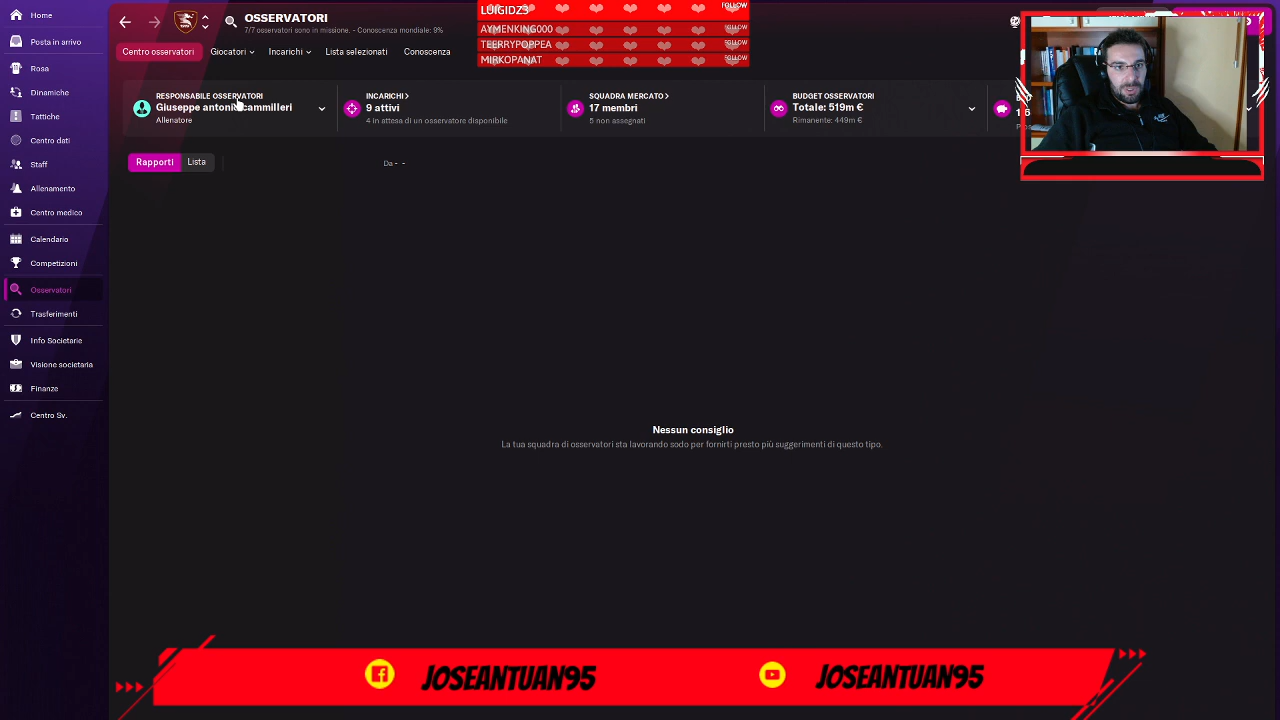 OSSERVATORI
7/7 osservatori sono in missione. - Conoscenza mondiale: 9%
LUIGIDZ3 FOLLOW
AYMENKING000 FOLLOW
TEERRYPOPPEA FOLLOW
MIRKOPANAT FOLLOW
Home
Posta in arrivo
Rosa
Dinamiche
Tattiche
Centro dati
Staff
Allenamento
Centro medico
Calendario
Competizioni
Osservatori
Trasferimenti
Info Societarie
Visione societaria
Finanze
Centro Sv.
Centro osservatori Giocatori Incarichi Lista selezionati Conoscenza
RESPONSABILE OSSERVATORI
Giuseppe antonio cammilleri
Allenatore
INCARICHI
9 attivi
4 in attesa di un osservatore disponibile
SQUADRA MERCATO
17 membri
5 non assegnati
BUDGET OSSERVATORI
Totale: 519m €
Rimanente: 449m €
Rapporti Lista Da - -
Nessun consiglio
La tua squadra di osservatori sta lavorando sodo per fornirti presto più suggerimenti di questo tipo.
JOSEANTUAN95 JOSEANTUAN95